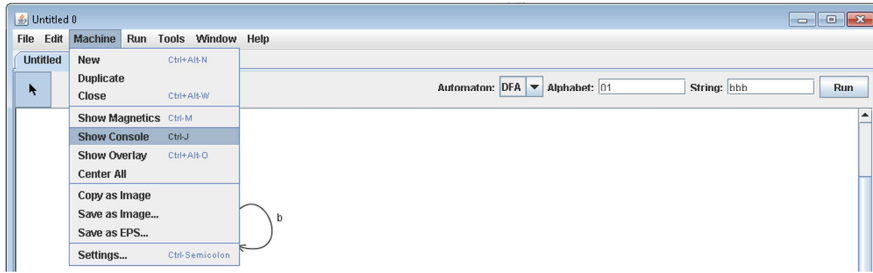 Untitled 0
File Edit Machine Run Tools Window Help
Untitled
Automaton: DFA Alphabet: 01 String: bbb Run
New Ctrl+Alt-N
Duplicate
Close Ctrl+Alt-W
Show Magnetics Ctrl-M
Show Console Ctrl-J
Show Overlay Ctrl+Alt-O
Center All
Copy as Image
Save as Image...
Save as EPS...
Settings... Ctrl-Semicolon
b